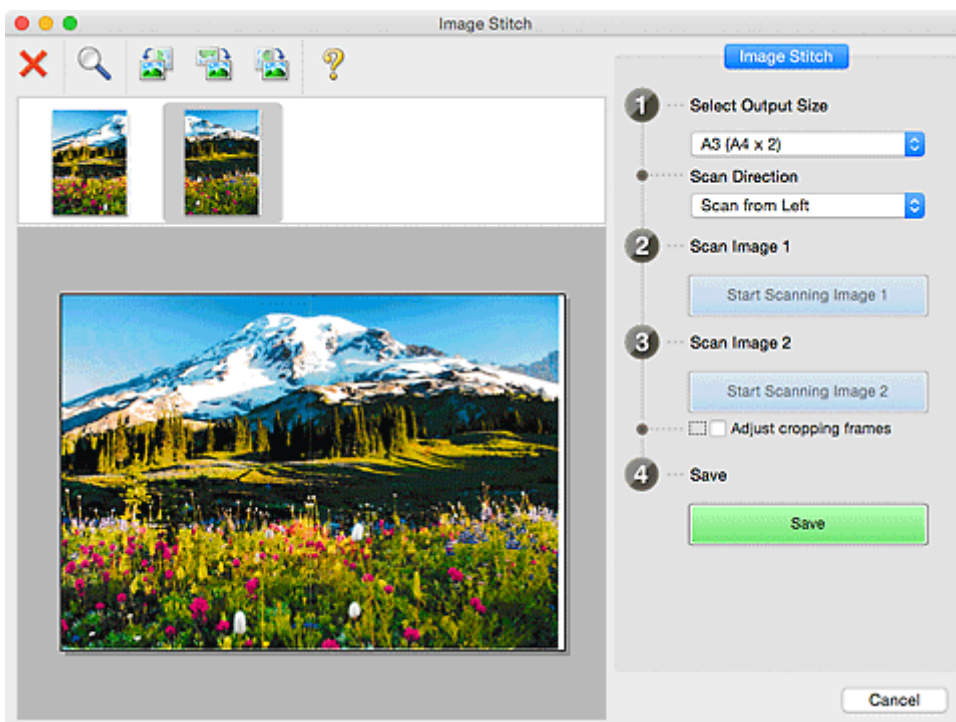 Image Stitch
Image Stitch
1 Select Output Size
A3 (A4 x 2)
Scan Direction
Scan from Left
2 Scan Image 1
Start Scanning Image 1
3 Scan Image 2
Start Scanning Image 2
Adjust cropping frames
4 Save
Save
Cancel